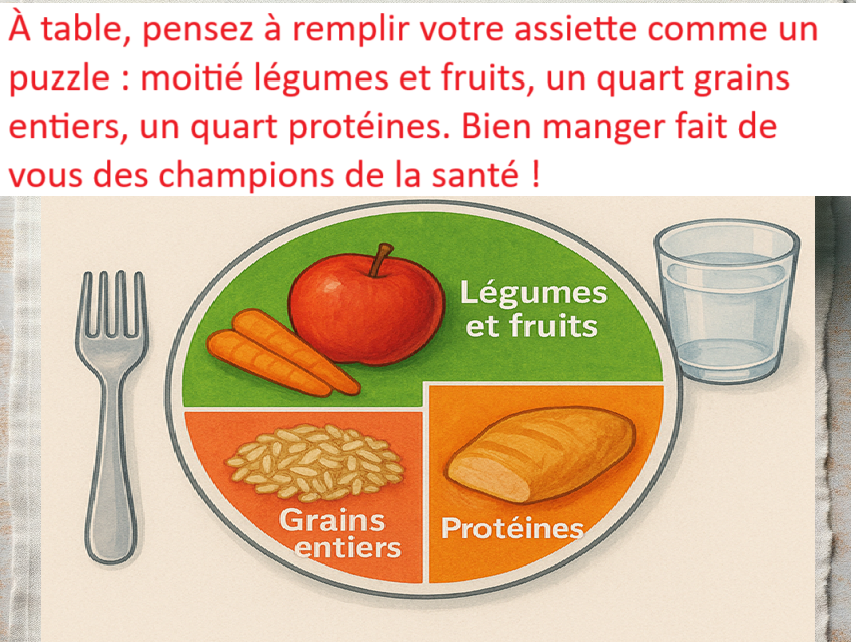 À table, pensez à remplir votre assiette comme un
puzzle : moitié légumes et fruits, un quart grains
entiers, un quart protéines. Bien manger fait de
vous des champions de la santé !
Légumes
et fruits
Grains
entiers
Protéines